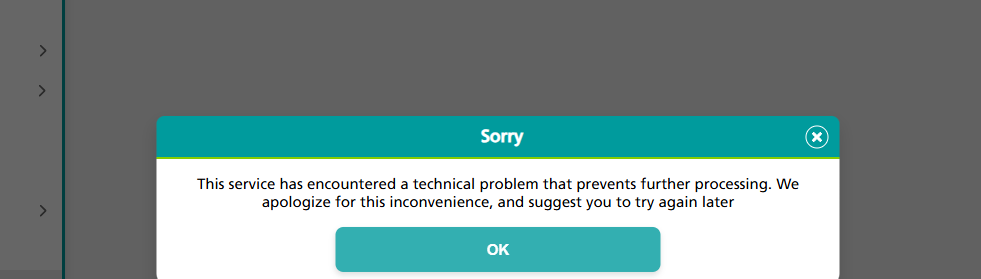 Sorry
This service has encountered a technical problem that prevents further processing. We
apologize for this inconvenience, and suggest you to try again later
OK